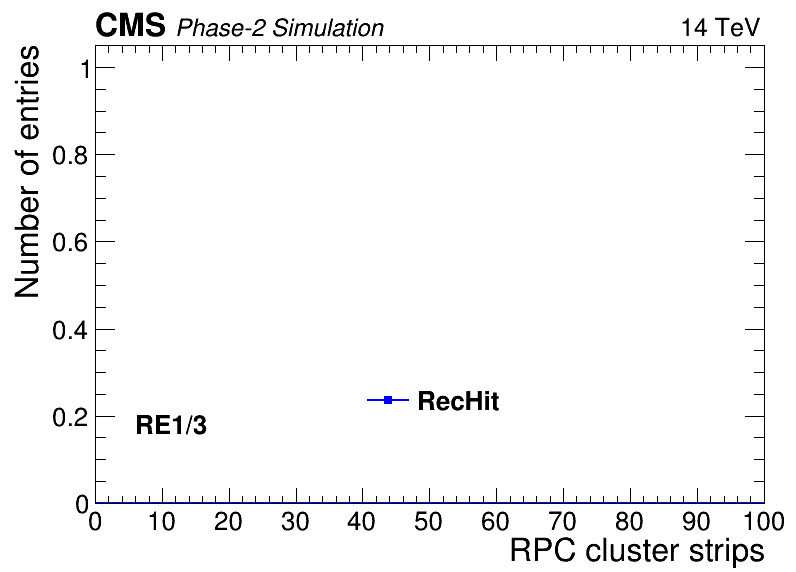 CMS Phase-2 Simulation 14 TeV
Number of entries
1
0.8
0.6
0.4
0.2
0
RecHit
RE1/3
0 10 20 30 40 50 60 70 80 90 100
RPC cluster strips